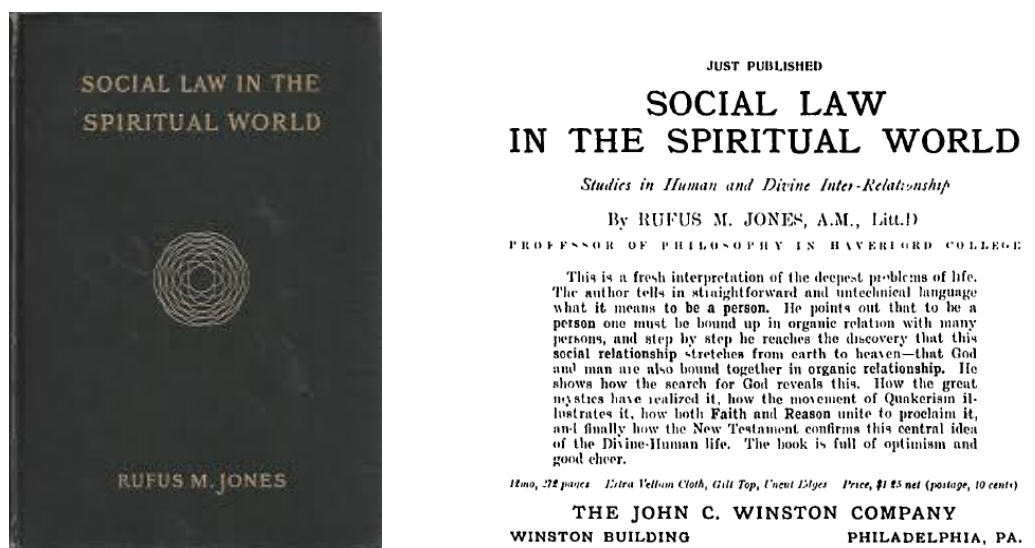 SOCIAL LAW IN THE
SPIRITUAL WORLD
RUFUS M. JONES
JUST PUBLISHED
SOCIAL LAW
IN THE SPIRITUAL WORLD
Studies in Human and Divine Inter-Relationship
By RUFUS M. JONES, A.M., Litt.D
PROFESSOR OF PHILOSOPHY IN HAVERFORD COLLEGE
This is a fresh interpretation of the deepest problems of life.
The author tells in straightforward and untechnical language
what it means to be a person. He points out that to be a
person one must be bound up in organic relation with many
persons, and step by step he reaches the discovery that this
social relationship stretches from earth to heaven—that God
and man are also bound together in organic relationship. He
shows how the search for God reveals this. How the great
mystics have realized it, how the movement of Quakerism il-
lustrates it, how both Faith and Reason unite to proclaim it,
and finally how the New Testament confirms this central idea
of the Divine-Human life. The book is full of optimism and
good cheer.
12mo, 272 pages Extra Vellum Cloth, Gilt Top, Uncut Edges Price, $1 25 net (postage, 10 cents)
THE JOHN C. WINSTON COMPANY
WINSTON BUILDING PHILADELPHIA, PA.